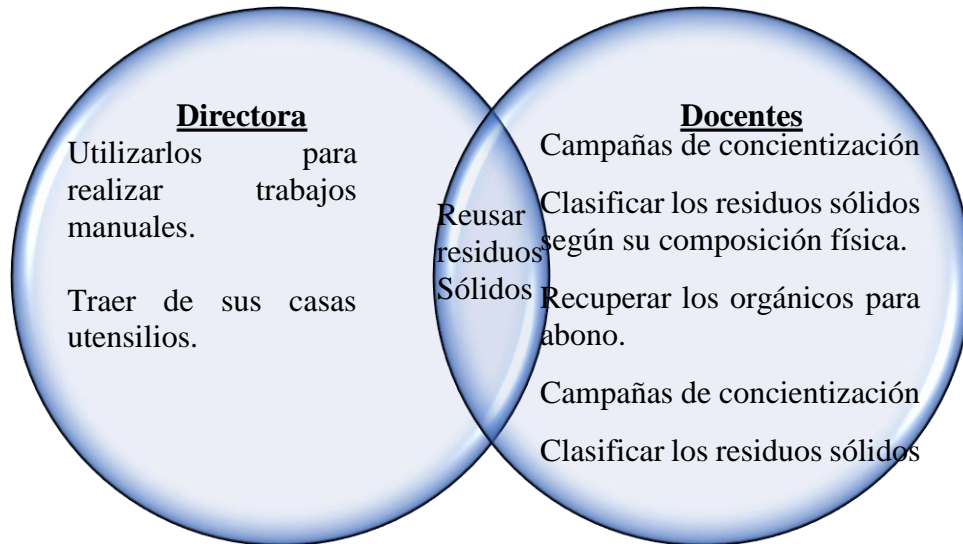 Directora
Utilizarlos para
realizar trabajos
manuales.
Traer de sus casas
utensilios.
Reusar
residuos
Sólidos
Docentes
Campañas de concientización
Clasificar los residuos sólidos
según su composición física.
Recuperar los orgánicos para
abono.
Campañas de concientización
Clasificar los residuos sólidos